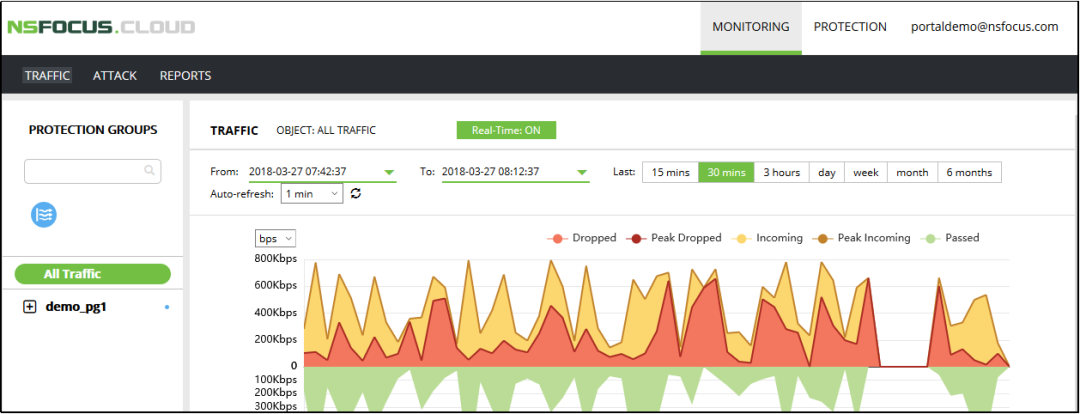 NSFOCUS.CLOUD
MONITORING PROTECTION portaldemo@nsfocus.com
TRAFFIC ATTACK REPORTS
PROTECTION GROUPS
All Traffic
demo_pg1
TRAFFIC OBJECT: ALL TRAFFIC Real-Time: ON
From: 2018-03-27 07:42:37 To: 2018-03-27 08:12:37 Last: 15 mins 30 mins 3 hours day week month 6 months
Auto-refresh: 1 min
bps Dropped Peak Dropped Incoming Peak Incoming Passed
800Kbps
600Kbps
400Kbps
200Kbps
0
100Kbps
200Kbps
300Kbps